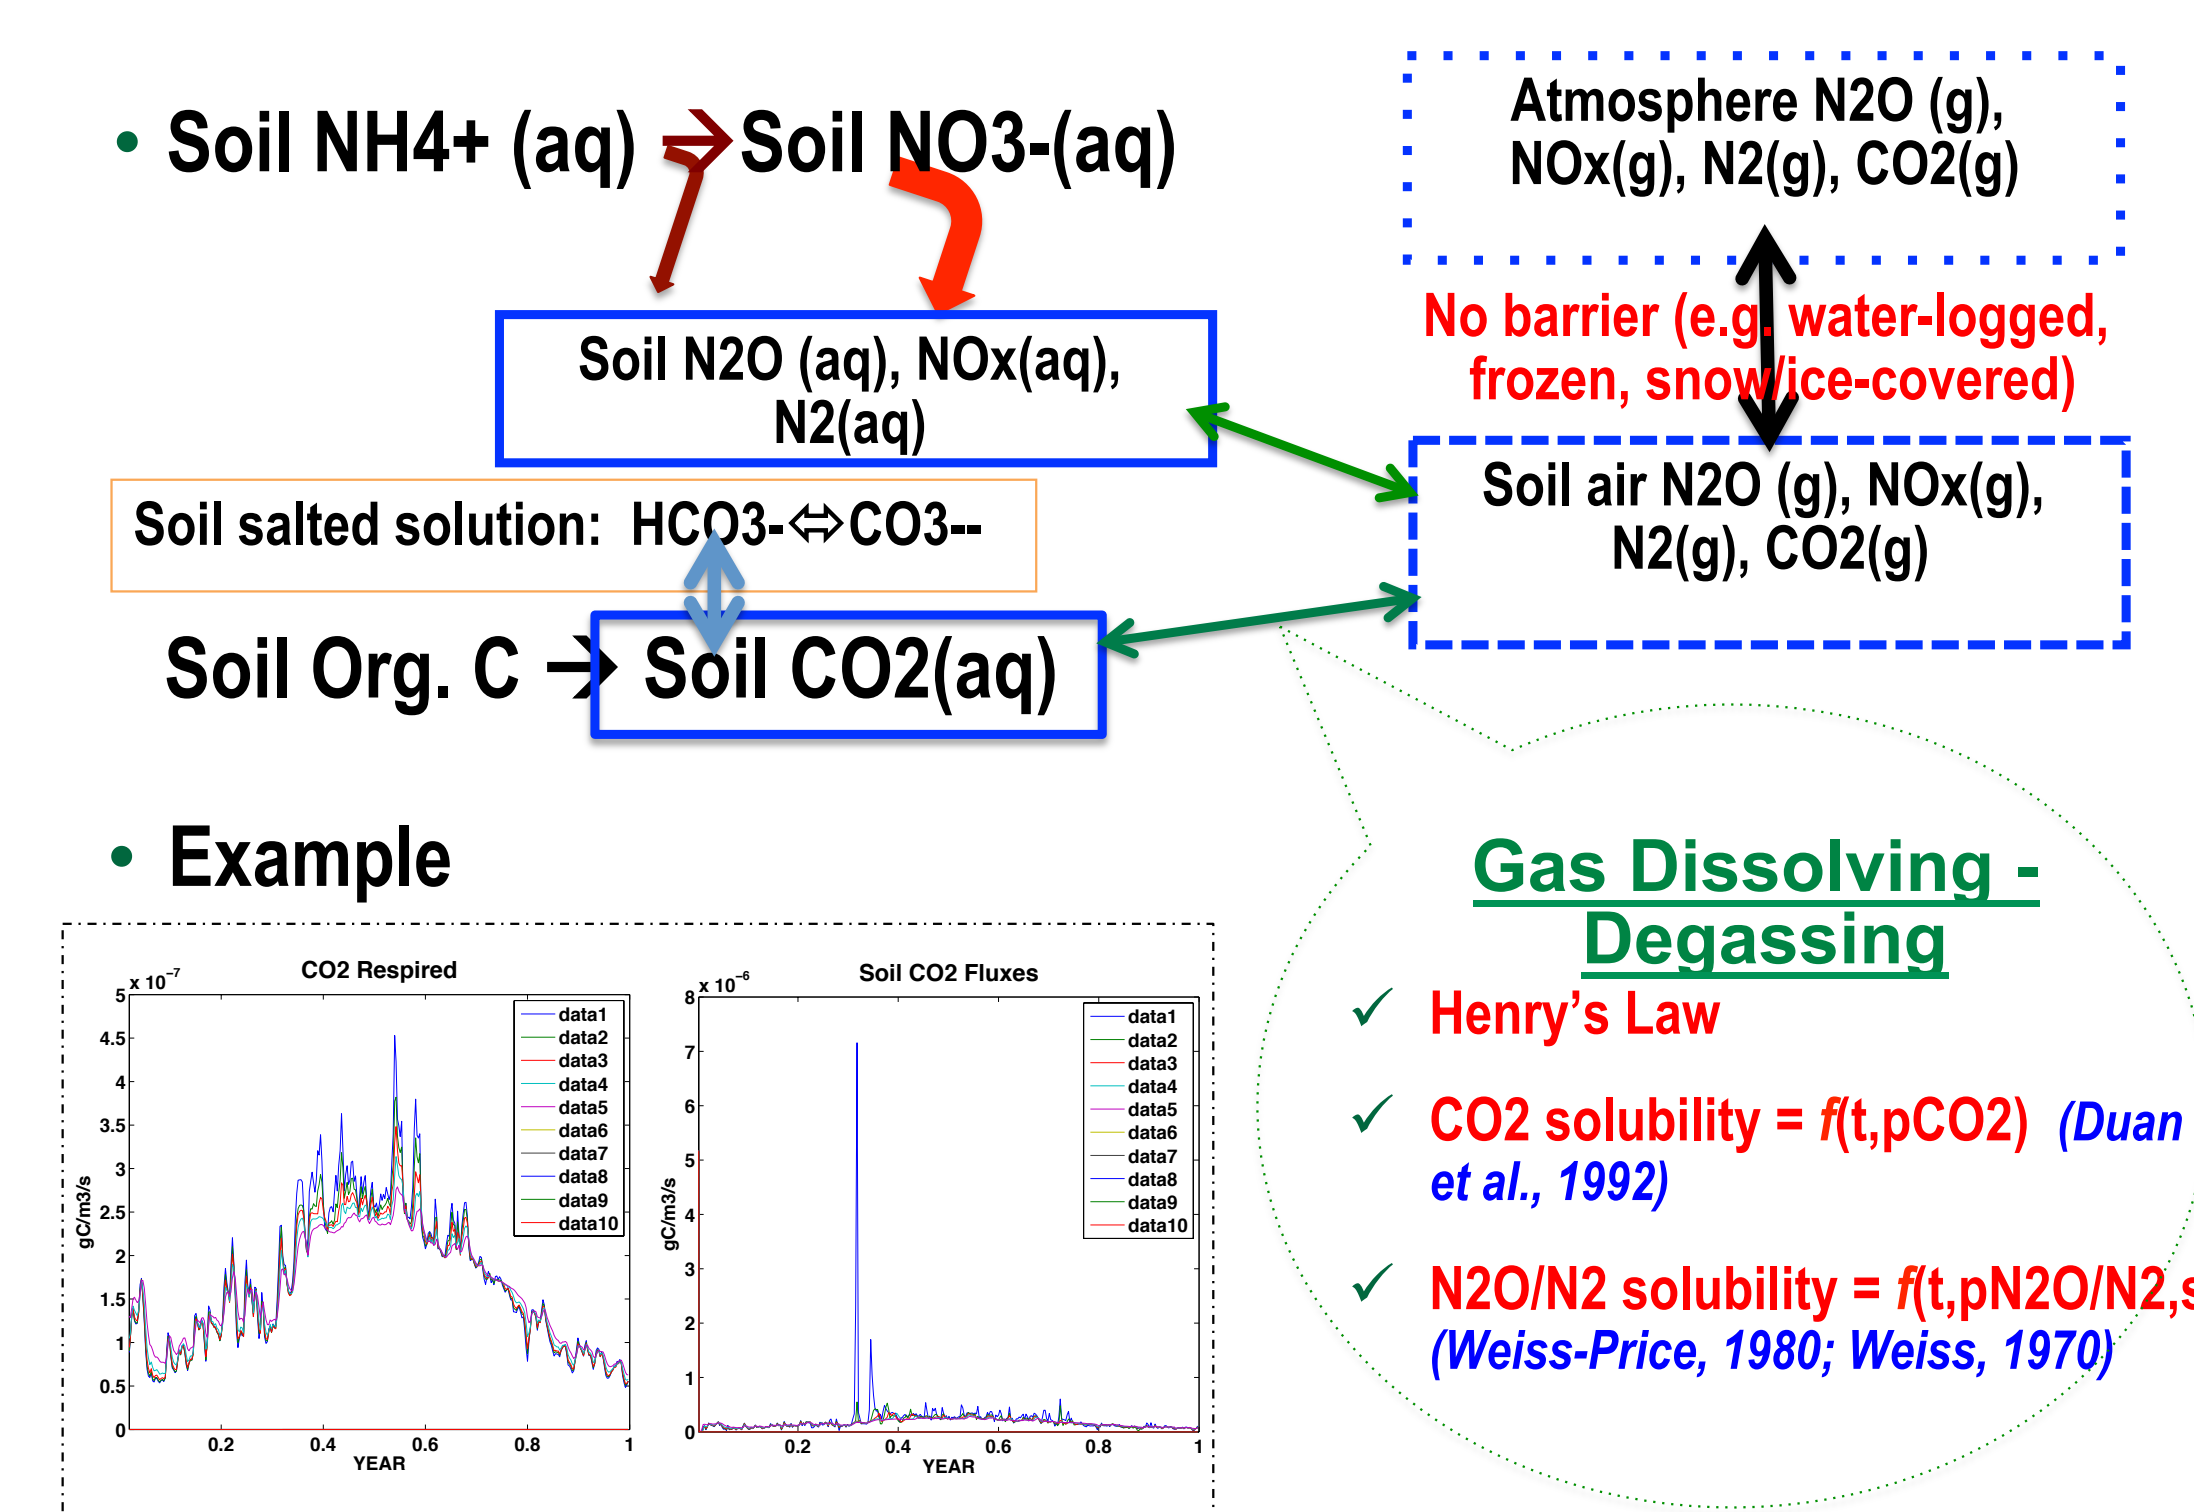 • Soil NH4+ (aq) → Soil NO3-(aq)
Atmosphere N2O (g),
NOx(g), N2(g), CO2(g)
No barrier (e.g. water-logged,
frozen, snow/ice-covered)
Soil N2O (aq), NOx(aq),
N2(aq)
Soil air N2O (g), NOx(g),
N2(g), CO2(g)
Soil salted solution: HCO3- ⇔ CO3--
Soil Org. C → Soil CO2(aq)
• Example
CO2 Respired
x 10⁻⁷
5
4.5
4
3.5
3
2.5
2
1.5
1
0.5
0
gC/m3/s
0.2 0.4 0.6 0.8 1
YEAR
data1
data2
data3
data4
data5
data6
data7
data8
data9
data10
Soil CO2 Fluxes
x 10⁻⁶
8
7
6
5
4
3
2
1
0
gC/m3/s
0.2 0.4 0.6 0.8 1
YEAR
data1
data2
data3
data4
data5
data6
data7
data8
data9
data10
Gas Dissolving -
Degassing
✓ Henry’s Law
✓ CO2 solubility = f(t,pCO2) (Duan
et al., 1992)
✓ N2O/N2 solubility = f(t,pN2O/N2,s
(Weiss-Price, 1980; Weiss, 1970)